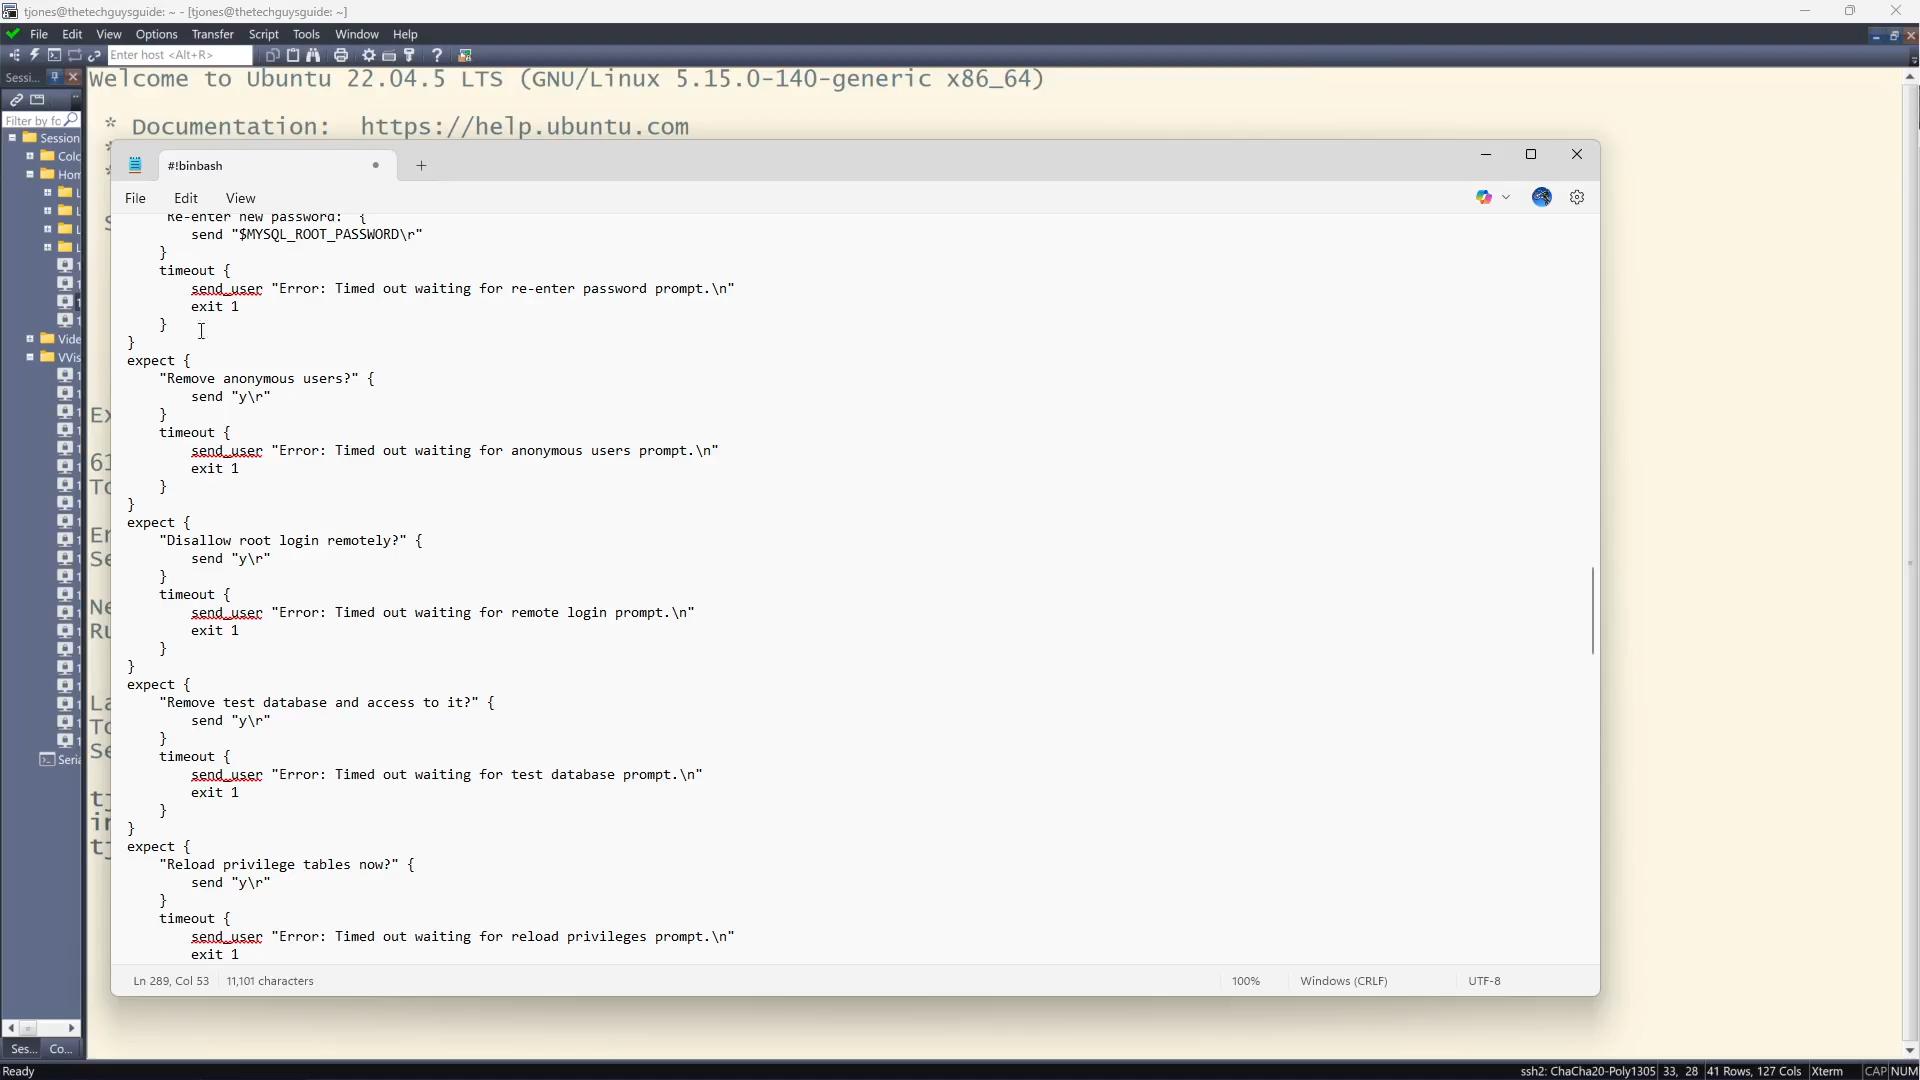 tjones@thetechguysguide: ~ - [tjones@thetechguysguide: ~]
File Edit View Options Transfer Script Tools Window Help
Enter host <Alt+R>
Sessi...
Welcome to Ubuntu 22.04.5 LTS (GNU/Linux 5.15.0-140-generic x86_64)
Filter by fo
* Documentation:  https://help.ubuntu.com
Session
#!binbash
File Edit View
Re-enter new password: {
send "$MYSQL_ROOT_PASSWORD\r"
}
timeout {
send_user "Error: Timed out waiting for re-enter password prompt.\n"
exit 1
}
}
expect {
"Remove anonymous users?" {
send "y\r"
}
timeout {
send_user "Error: Timed out waiting for anonymous users prompt.\n"
exit 1
}
}
expect {
"Disallow root login remotely?" {
send "y\r"
}
timeout {
send_user "Error: Timed out waiting for remote login prompt.\n"
exit 1
}
}
expect {
"Remove test database and access to it?" {
send "y\r"
}
timeout {
send_user "Error: Timed out waiting for test database prompt.\n"
exit 1
}
}
expect {
"Reload privilege tables now?" {
send "y\r"
}
timeout {
send_user "Error: Timed out waiting for reload privileges prompt.\n"
exit 1
Ln 289, Col 53 11,101 characters 100% Windows (CRLF) UTF-8
Ses... Co...
Ready ssh2: ChaCha20-Poly1305 33, 28 41 Rows, 127 Cols Xterm CAP NUM